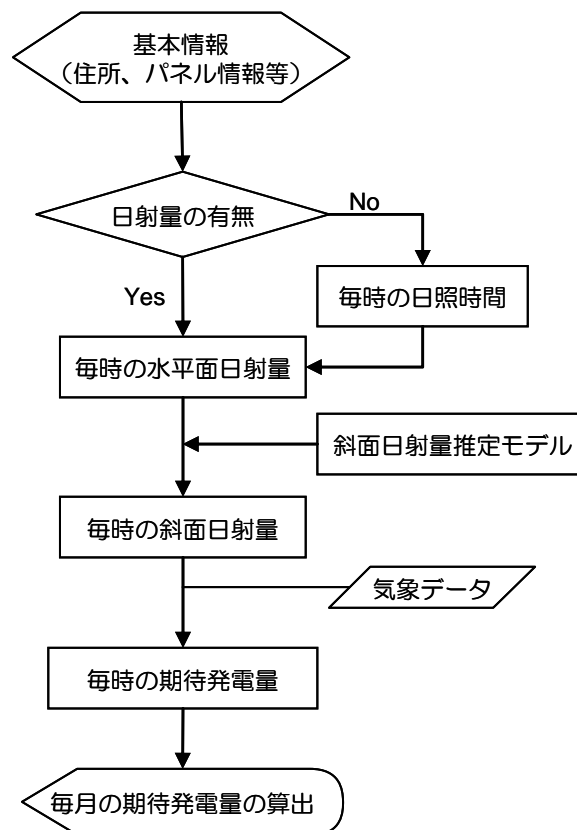 基本情報
(住所、パネル情報等)
日射量の有無
No
毎時の日照時間
Yes
毎時の水平面日射量
斜面日射量推定モデル
毎時の斜面日射量
気象データ
毎時の期待発電量
毎月の期待発電量の算出